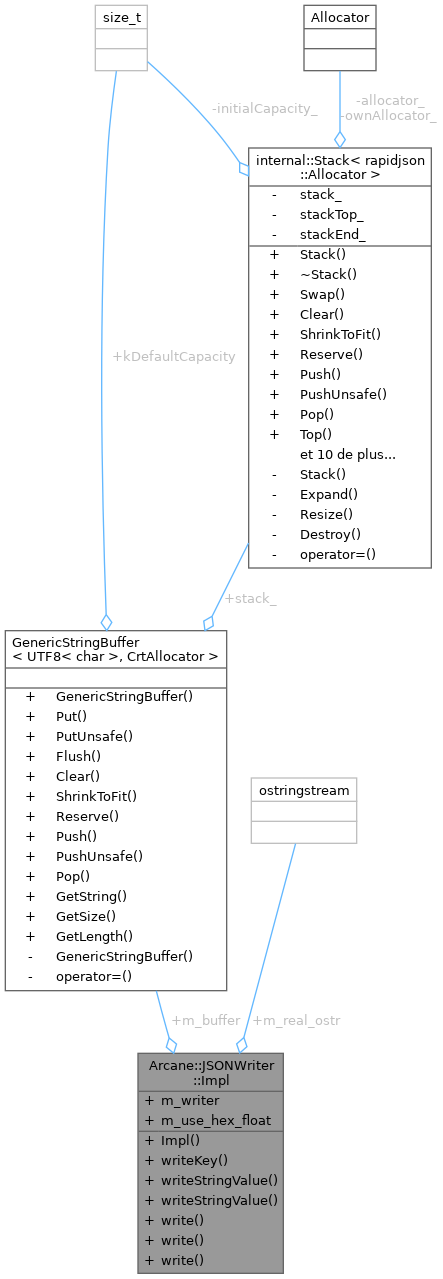 size_t
Allocator
-initialCapacity_
-allocator_
-ownAllocator_
internal::Stack< rapidjson
::Allocator >
- stack_
- stackTop_
- stackEnd_
+ Stack()
+ ~Stack()
+ Swap()
+ Clear()
+ ShrinkToFit()
+ Reserve()
+ Push()
+ PushUnsafe()
+ Pop()
+ Top()
et 10 de plus...
- Stack()
- Expand()
- Resize()
- Destroy()
- operator=()
+kDefaultCapacity
+stack_
GenericStringBuffer
< UTF8< char >, CrtAllocator >
+ GenericStringBuffer()
+ Put()
+ PutUnsafe()
+ Flush()
+ Clear()
+ ShrinkToFit()
+ Reserve()
+ Push()
+ PushUnsafe()
+ Pop()
+ GetString()
+ GetSize()
+ GetLength()
- GenericStringBuffer()
- operator=()
ostringstream
+m_buffer
+m_real_ostr
Arcane::JSONWriter
::Impl
+ m_writer
+ m_use_hex_float
+ Impl()
+ writeKey()
+ writeStringValue()
+ writeStringValue()
+ write()
+ write()
+ write()